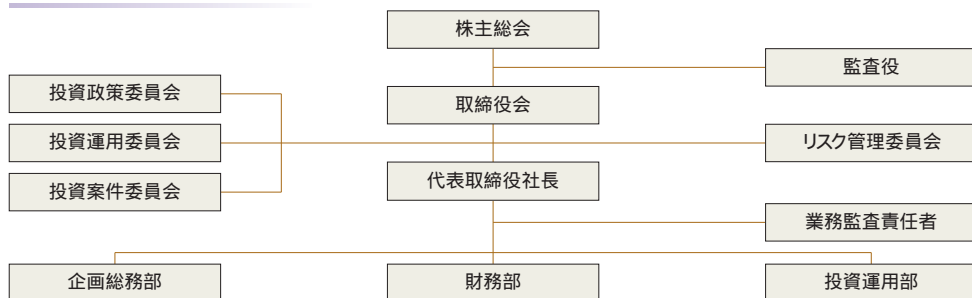 株主総会
監査役
投資政策委員会
取締役会
投資運用委員会
リスク管理委員会
投資案件委員会
代表取締役社長
業務監査責任者
企画総務部
財務部
投資運用部